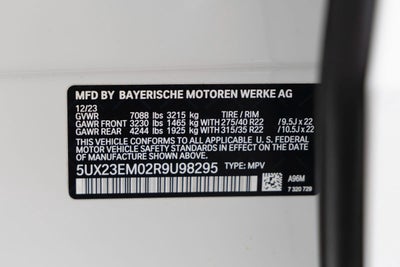 MFD BY BAYERISCHE MOTOREN WERKE AG
12/23
GVWR 7088 lbs 3215 kg TIRE / RIM
GAWR FRONT 3230 lbs 1465 kg 275/40 R22 / 9.5J x 22
GAWR REAR 4244 lbs 1925 kg 315/35 R22 / 10.5J x 22
THIS VEHICLE CONFORMS TO ALL APPLICABLE U. S. FEDERAL
MOTOR VEHICLE SAFETY STANDARDS IN EFFECT ON THE
DATE OF MANUFACTURE SHOWN ABOVE.
5UX23EM02R9U98295 TYPE: MPV
A96M
7 320 729